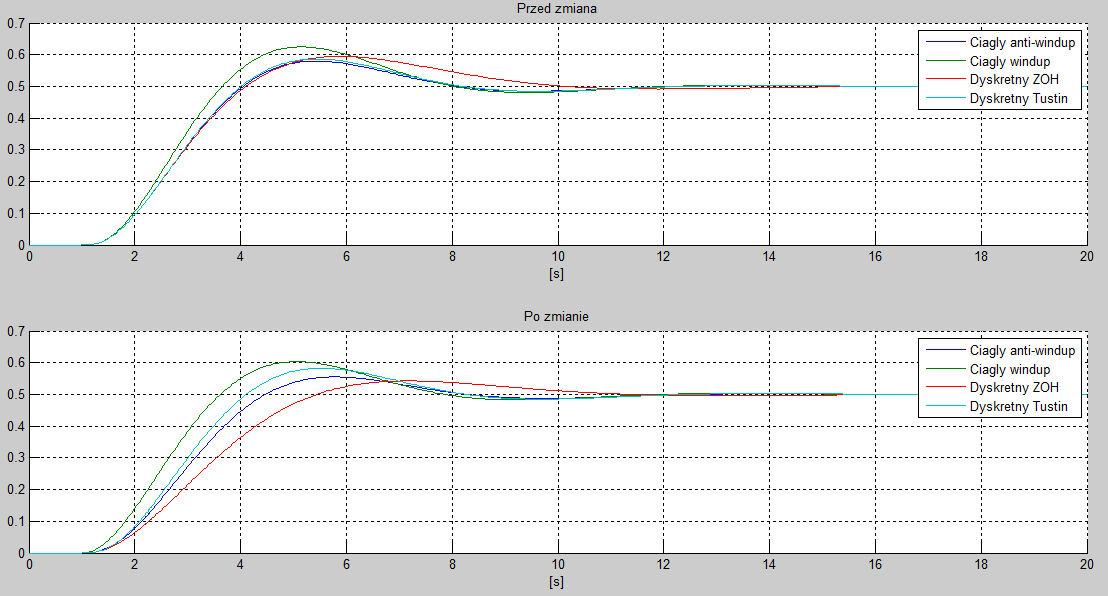 Przed zmiana
0.7
0.6
0.5
0.4
0.3
0.2
0.1
0
Ciagly anti-windup
Ciagly windup
Dyskretny ZOH
Dyskretny Tustin
0 2 4 6 8 10 12 14 16 18 20
[s]
Po zmianie
0.7
0.6
0.5
0.4
0.3
0.2
0.1
0
Ciagly anti-windup
Ciagly windup
Dyskretny ZOH
Dyskretny Tustin
0 2 4 6 8 10 12 14 16 18 20
[s]